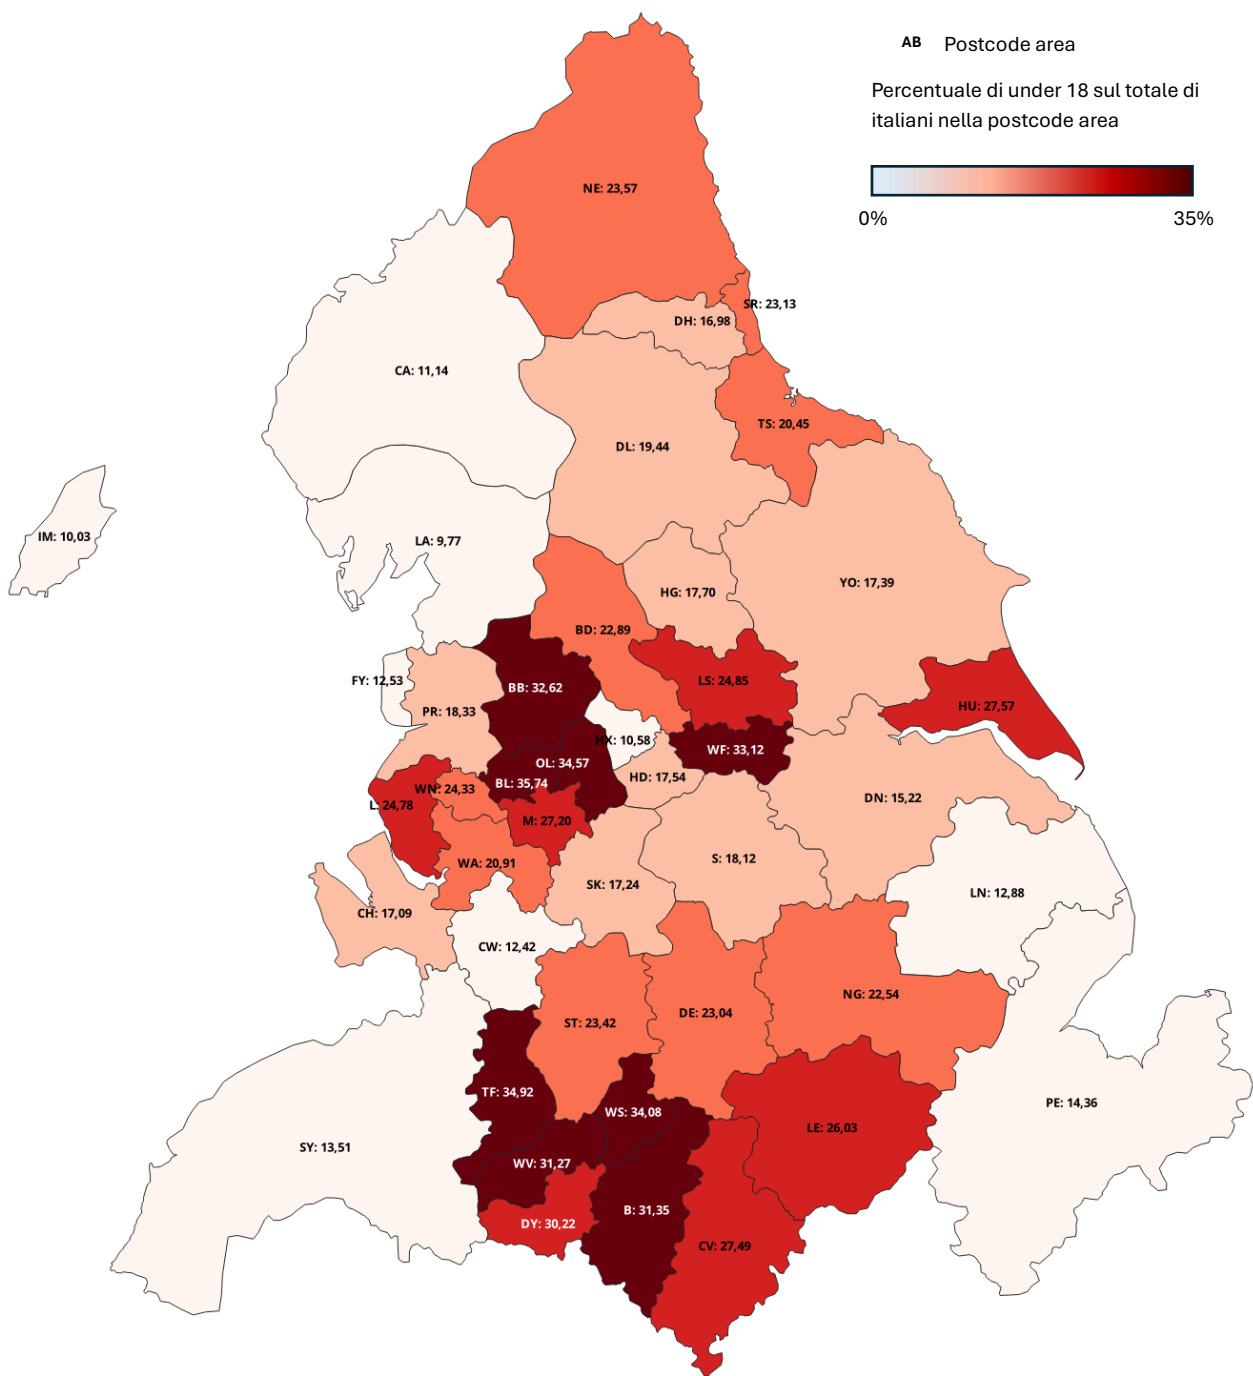 AB Postcode area
Percentuale di under 18 sul totale di
italiani nella postcode area
0% 35%
NE: 23,57
SR: 23,13
DH: 16,98
CA: 11,14
TS: 20,45
DL: 19,44
IM: 10,03
LA: 9,77
YO: 17,39
HG: 17,70
BD: 22,89
FY: 12,53
BB: 32,62
LS: 24,85
PR: 18,33
HU: 27,57
HX: 10,58
WF: 33,12
OL: 34,57
HD: 17,54
BL: 35,74
WN: 24,33
DN: 15,22
L: 24,78
M: 27,20
WA: 20,91
S: 18,12
SK: 17,24
LN: 12,88
CH: 17,09
CW: 12,42
NG: 22,54
ST: 23,42
DE: 23,04
TF: 34,92
PE: 14,36
WS: 34,08
LE: 26,03
SY: 13,51
WV: 31,27
B: 31,35
DY: 30,22
CV: 27,49